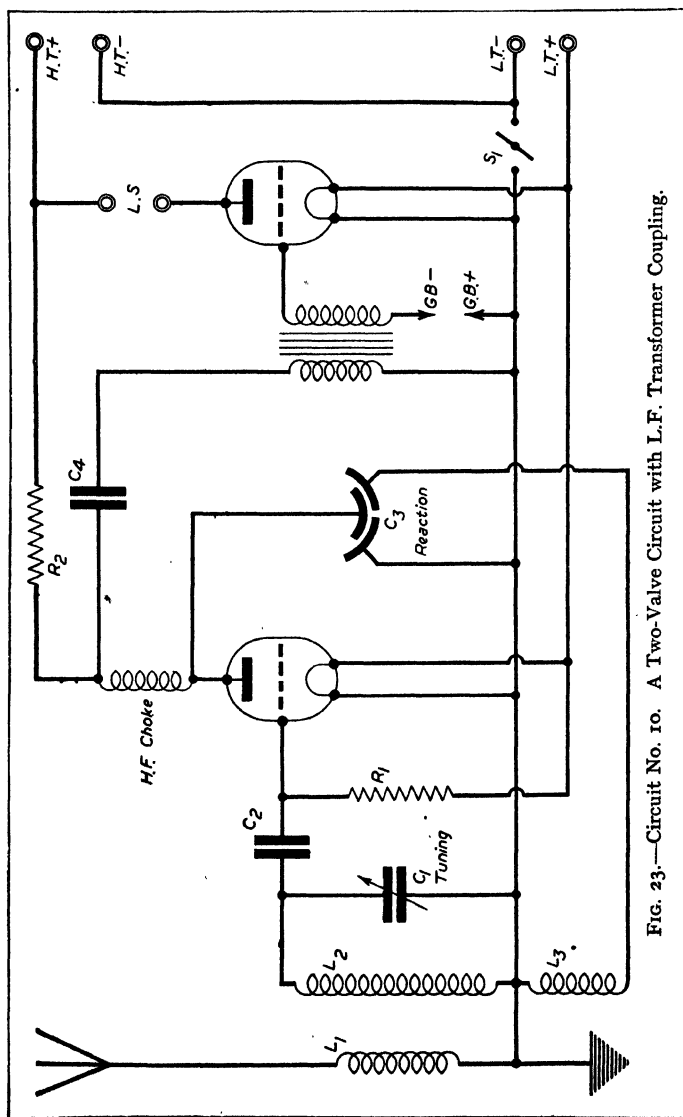 H.T.+
H.T.-
L.T.-
L.T.+
S1
L.S
GB-
G.B.+
R2
C4
C3
Reaction
H.F. Choke
R1
C2
C1
Tuning
L2
L3
L1
FIG. 23.—Circuit No. 10. A Two-Valve Circuit with L.F. Transformer Coupling.